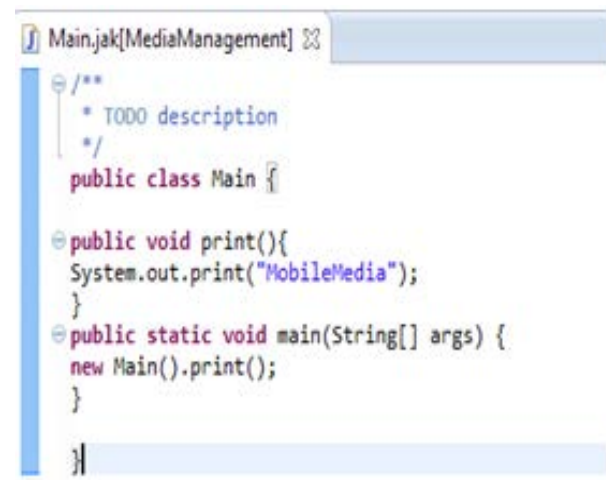 Main.jak[MediaManagement]
/**
* TODO description
*/
public class Main {
public void print(){
System.out.print("MobileMedia");
}
public static void main(String[] args) {
new Main().print();
}
}